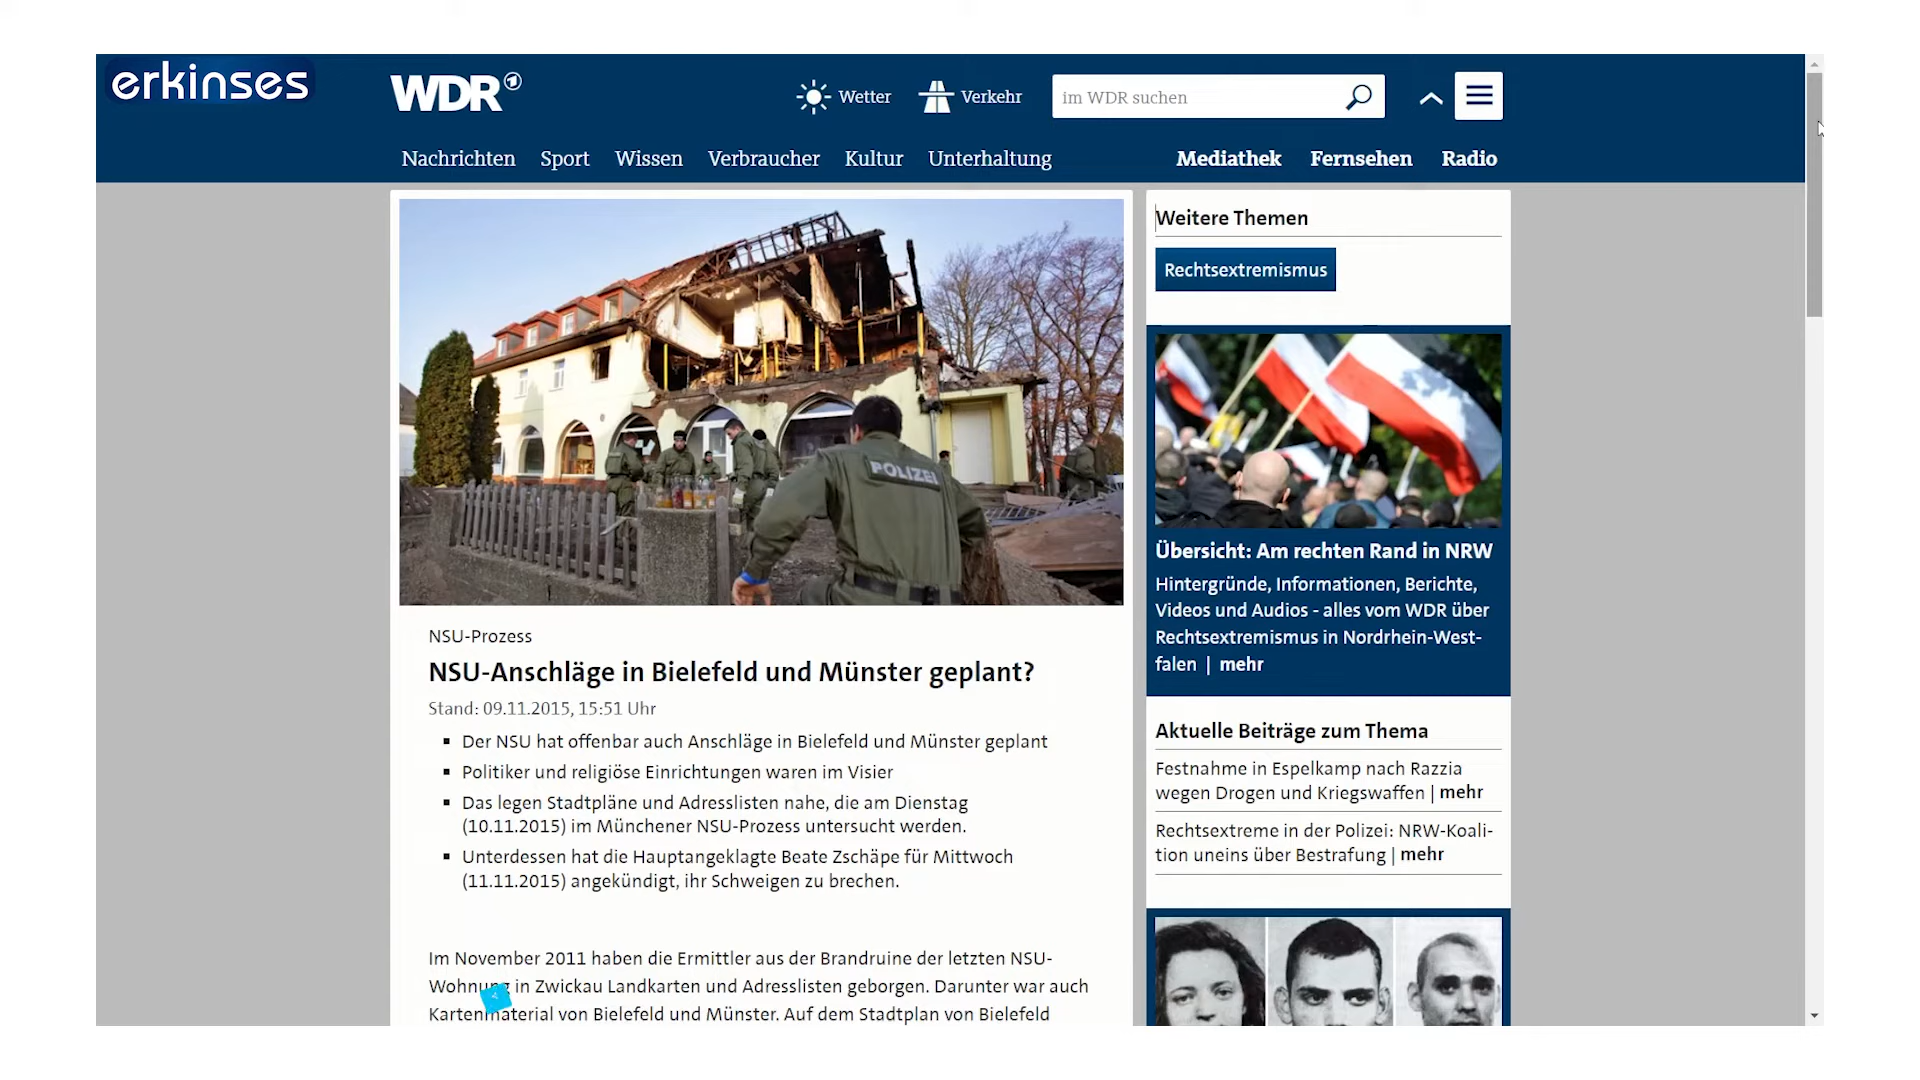 erkinses
WDR
Wetter
Verkehr
im WDR suchen
Nachrichten Sport Wissen Verbraucher Kultur Unterhaltung
Mediathek Fernsehen Radio
POLIZEI
NSU-Prozess
NSU-Anschläge in Bielefeld und Münster geplant?
Stand: 09.11.2015, 15:51 Uhr
Der NSU hat offenbar auch Anschläge in Bielefeld und Münster geplant
Politiker und religiöse Einrichtungen waren im Visier
Das legen Stadtpläne und Adresslisten nahe, die am Dienstag
(10.11.2015) im Münchener NSU-Prozess untersucht werden.
Unterdessen hat die Hauptangeklagte Beate Zschäpe für Mittwoch
(11.11.2015) angekündigt, ihr Schweigen zu brechen.
Im November 2011 haben die Ermittler aus der Brandruine der letzten NSU-
Wohnung in Zwickau Landkarten und Adresslisten geborgen. Darunter war auch
Kartenmaterial von Bielefeld und Münster. Auf dem Stadtplan von Bielefeld
Weitere Themen
Rechtsextremismus
Übersicht: Am rechten Rand in NRW
Hintergründe, Informationen, Berichte,
Videos und Audios - alles vom WDR über
Rechtsextremismus in Nordrhein-West-
falen | mehr
Aktuelle Beiträge zum Thema
Festnahme in Espelkamp nach Razzia
wegen Drogen und Kriegswaffen | mehr
Rechtsextreme in der Polizei: NRW-Koali-
tion uneins über Bestrafung | mehr